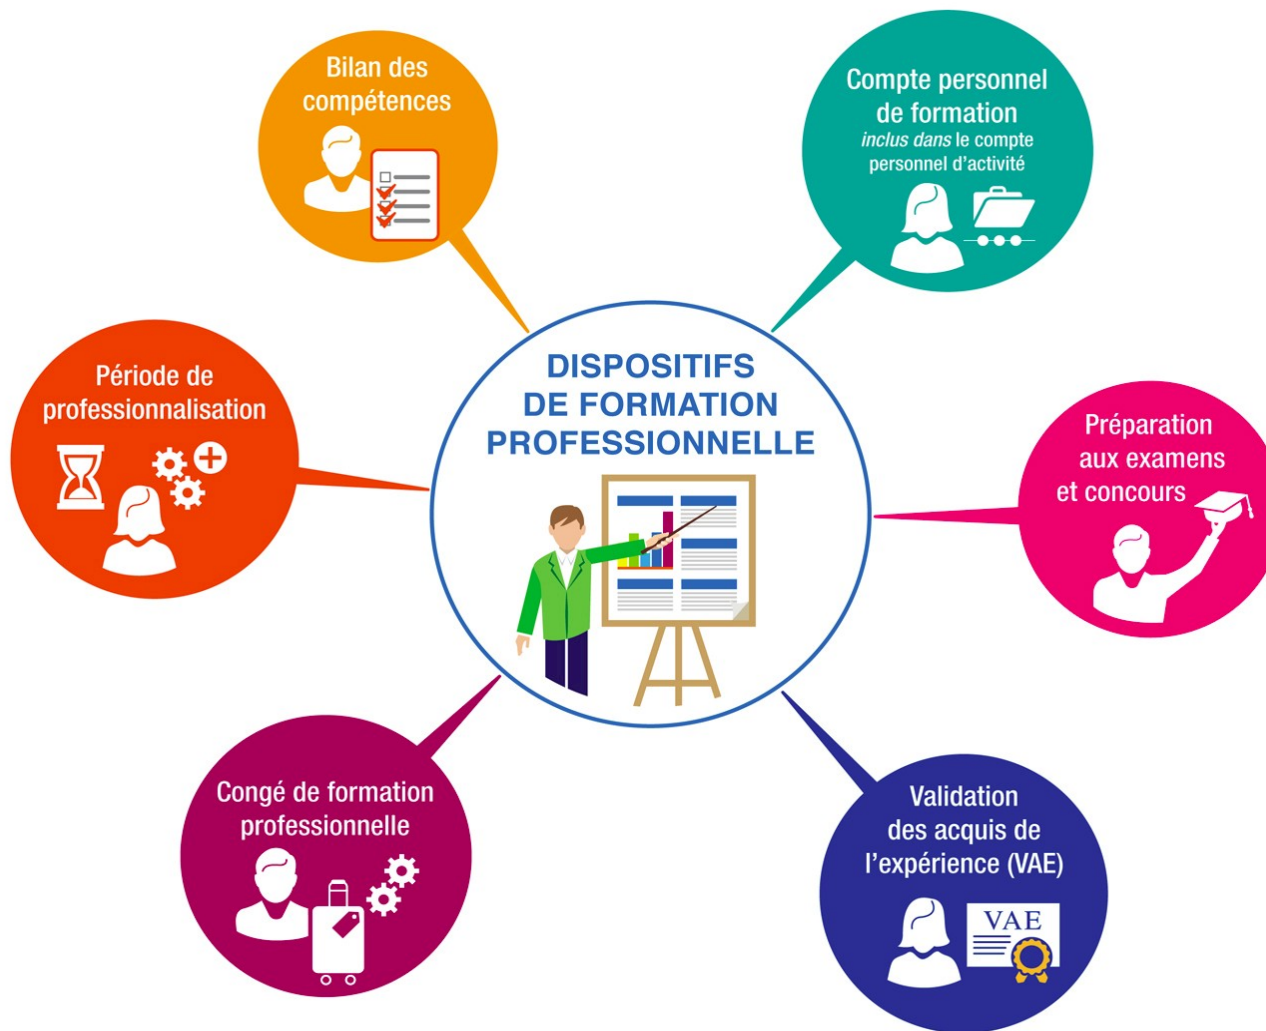 Bilan des
compétences
Compte personnel
de formation
inclus dans le compte
personnel d'activité
DISPOSITIFS
DE FORMATION
PROFESSIONNELLE
Période de
professionnalisation
Préparation
aux examens
et concours
Congé de formation
professionnelle
Validation
des acquis de
l'expérience (VAE)
VAE